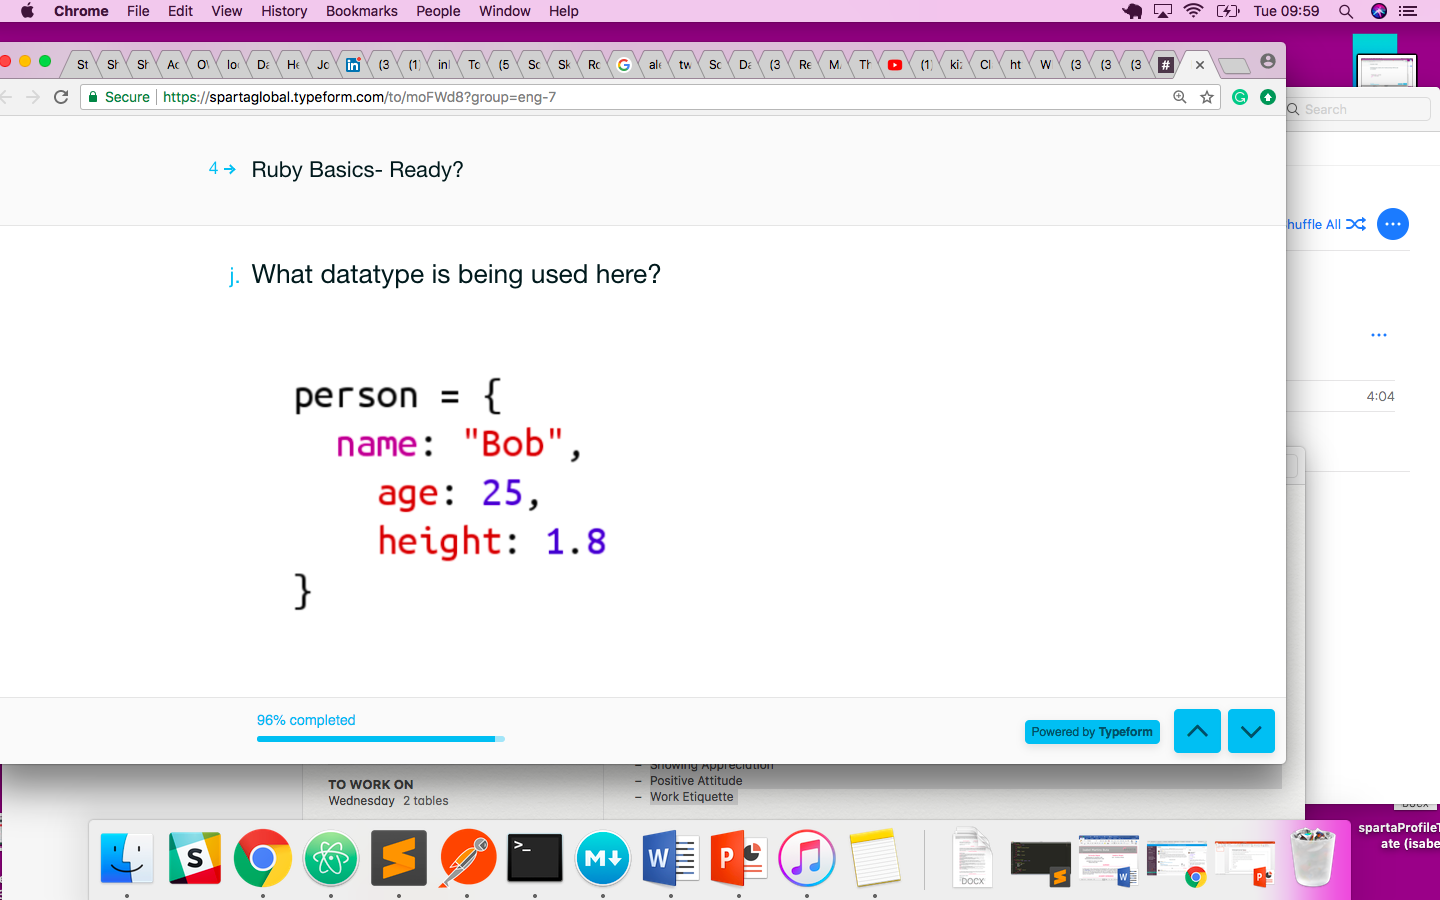 Chrome File Edit View History Bookmarks People Window Help Tue 09:59
St Sh Sh Ac O\ lo Da He Jo in (3 (1) inl To (5 Sc Sk Ro G ale tw Sc Da (3 Re M Th (1) ki: Cl ht W (3 (3 (3 #
Secure https://spartaglobal.typeform.com/to/moFWd8?group=eng-7
Search
4 → Ruby Basics- Ready?
huffle All
j. What datatype is being used here?
person = {
name: "Bob",
age: 25,
height: 1.8
}
4:04
96% completed
Powered by Typeform
Showing Appreciation
TO WORK ON
– Positive Attitude
Wednesday 2 tables
– Work Etiquette
DOCX
spartaProfileT
ate (isabe
S
>_
M↓
W
P
DOCX
W
P